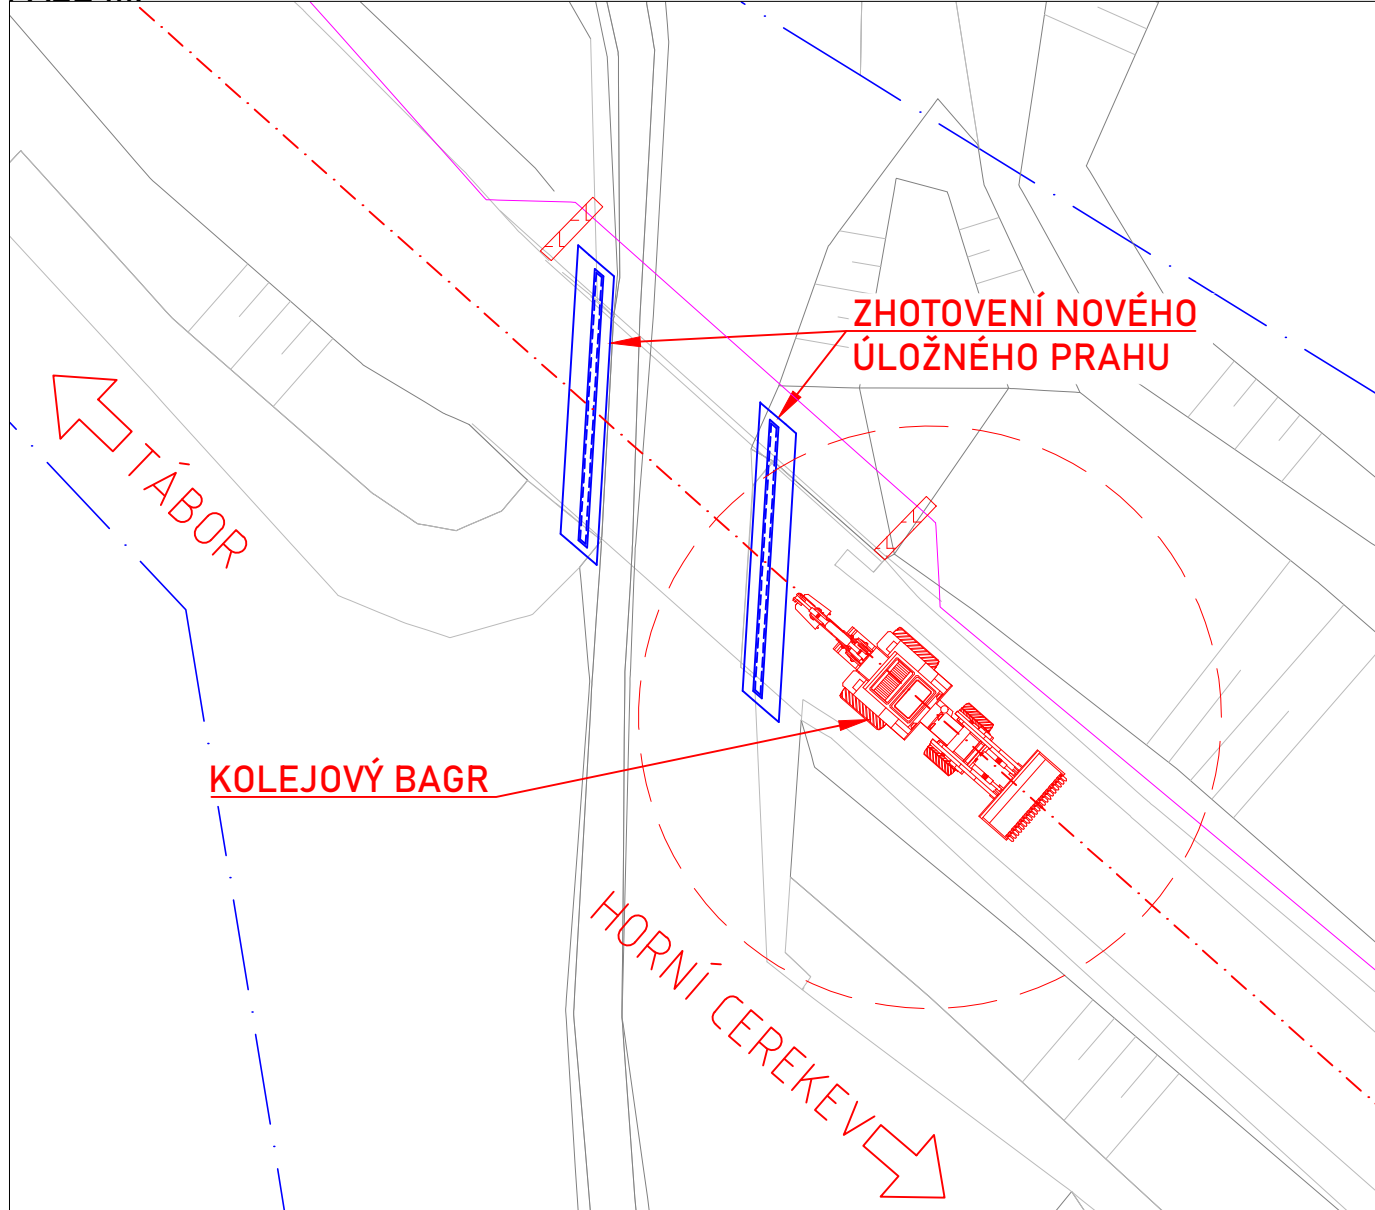 ZHOTOVENÍ NOVÉHO
ÚLOŽNÉHO PRAHU
TÁBOR
KOLEJOVÝ BAGR
HORNÍ CEREKEV